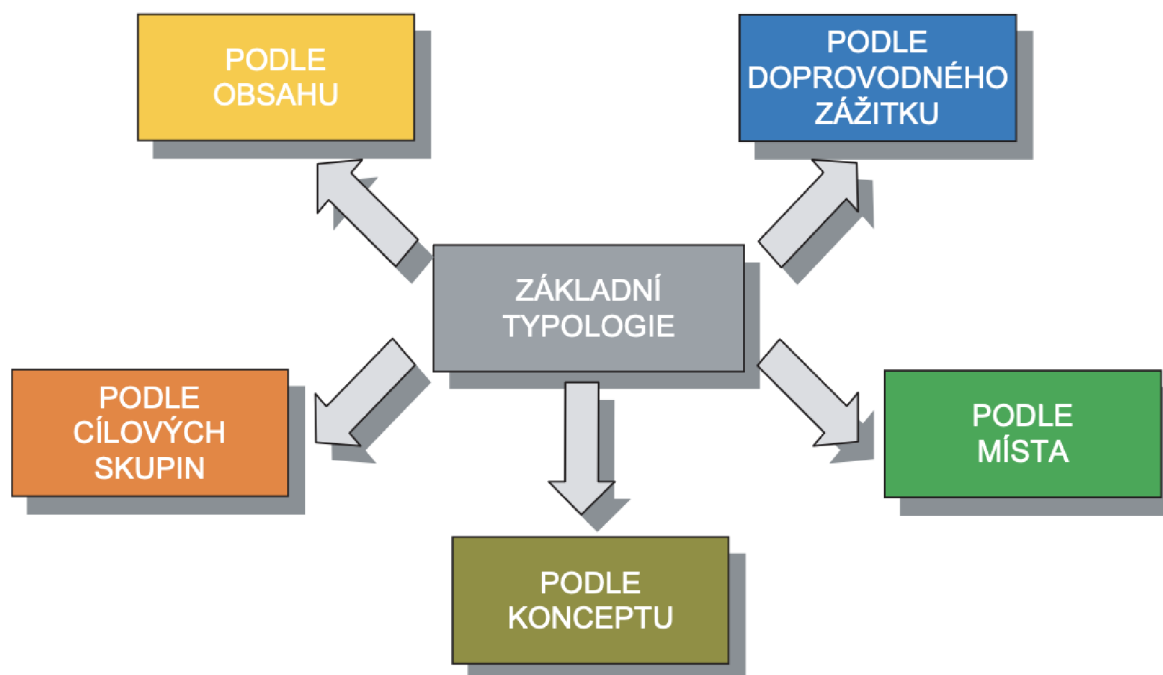 PODLE
OBSAHU
PODLE
DOPROVODNÉHO
ZÁŽITKU
ZÁKLADNÍ
TYPOLOGIE
PODLE
CÍLOVÝCH
SKUPIN
PODLE
MÍSTA
PODLE
KONCEPTU